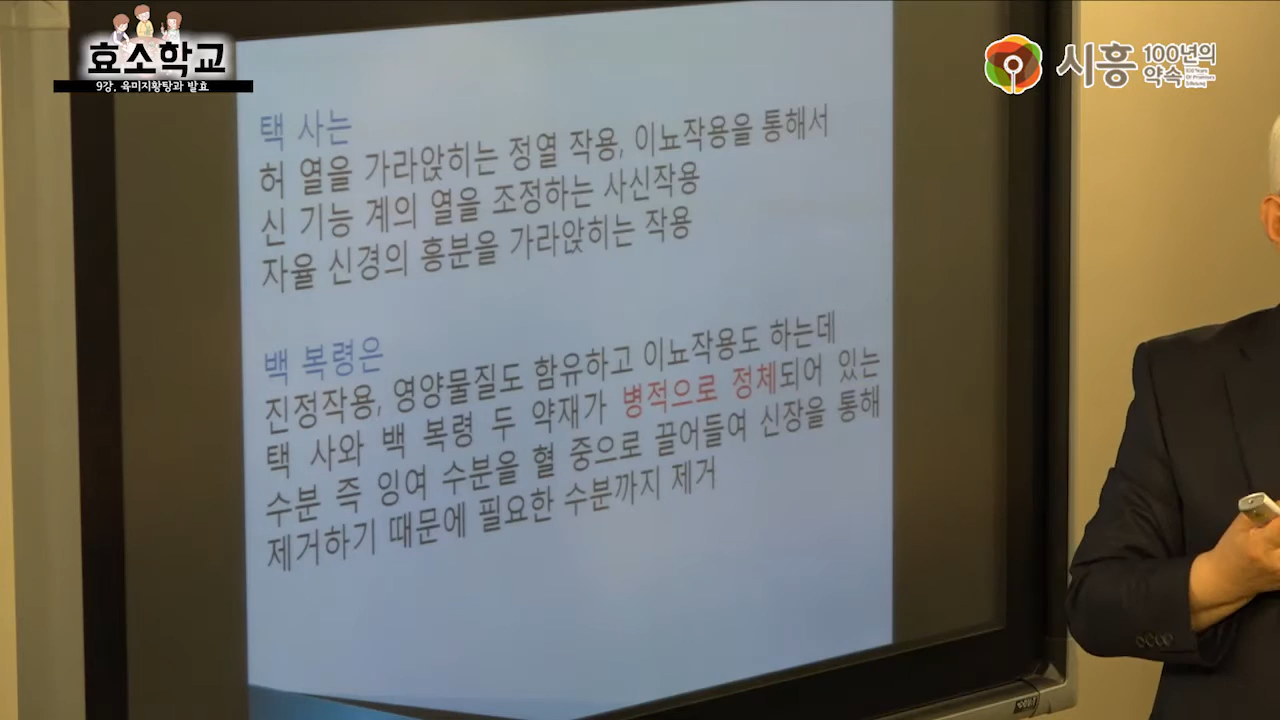 효소학교
9강. 육미지황탕과 발효
시흥 100년의 약속
택 사는
허 열을 가라앉히는 정열 작용, 이뇨작용을 통해서
신 기능 계의 열을 조정하는 사신작용
자율 신경의 흥분을 가라앉히는 작용
백 복령은
진정작용, 영양물질도 함유하고 이뇨작용도 하는데
택 사와 백 복령 두 약재가 병적으로 정체되어 있는
수분 즉 잉여 수분을 혈 중으로 끌어들여 신장을 통해
제거하기 때문에 필요한 수분까지 제거